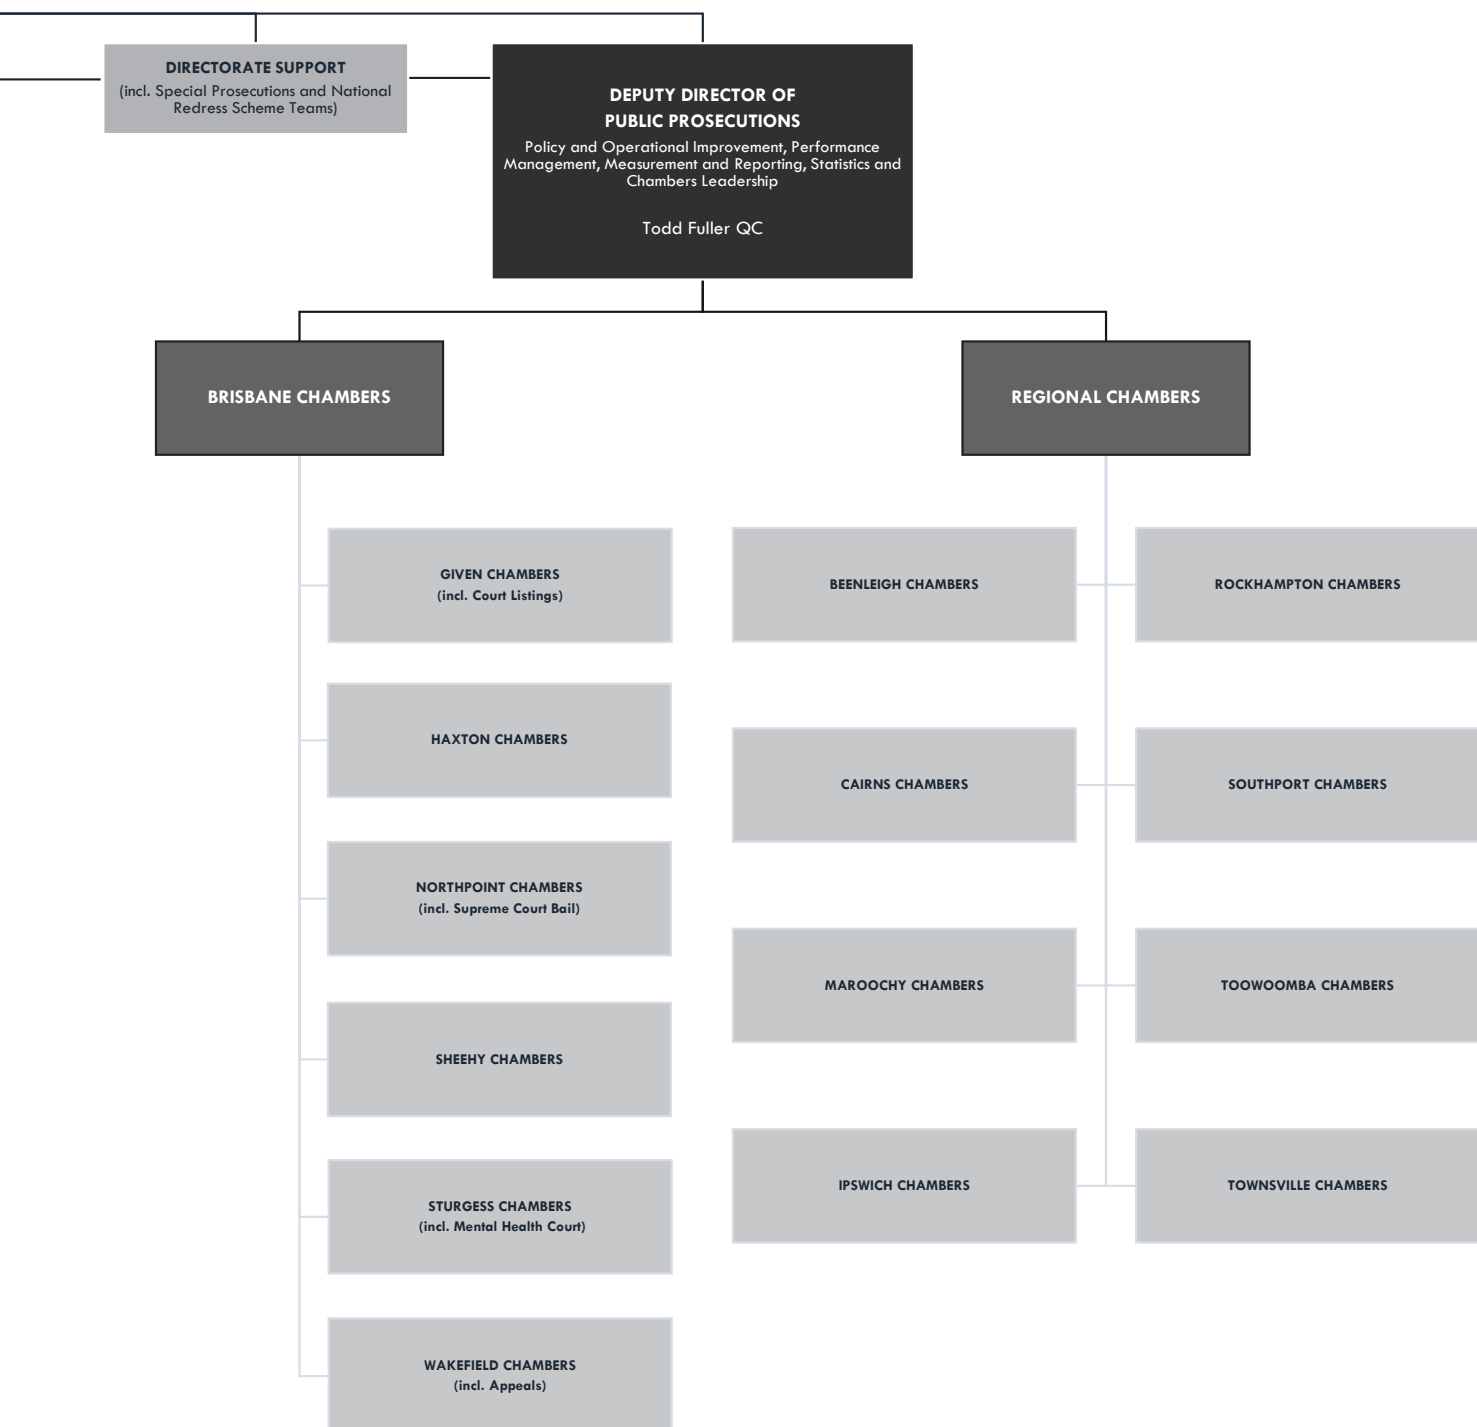 DIRECTORATE SUPPORT
(incl. Special Prosecutions and National
Redress Scheme Teams)
DEPUTY DIRECTOR OF
PUBLIC PROSECUTIONS
Policy and Operational Improvement, Performance
Management, Measurement and Reporting, Statistics and
Chambers Leadership
Todd Fuller QC
BRISBANE CHAMBERS
REGIONAL CHAMBERS
GIVEN CHAMBERS
(incl. Court Listings)
HAXTON CHAMBERS
NORTHPOINT CHAMBERS
(incl. Supreme Court Bail)
SHEEHY CHAMBERS
STURGESS CHAMBERS
(incl. Mental Health Court)
WAKEFIELD CHAMBERS
(incl. Appeals)
BEENLEIGH CHAMBERS
ROCKHAMPTON CHAMBERS
CAIRNS CHAMBERS
SOUTHPORT CHAMBERS
MAROOCHY CHAMBERS
TOOWOOMBA CHAMBERS
IPSWICH CHAMBERS
TOWNSVILLE CHAMBERS